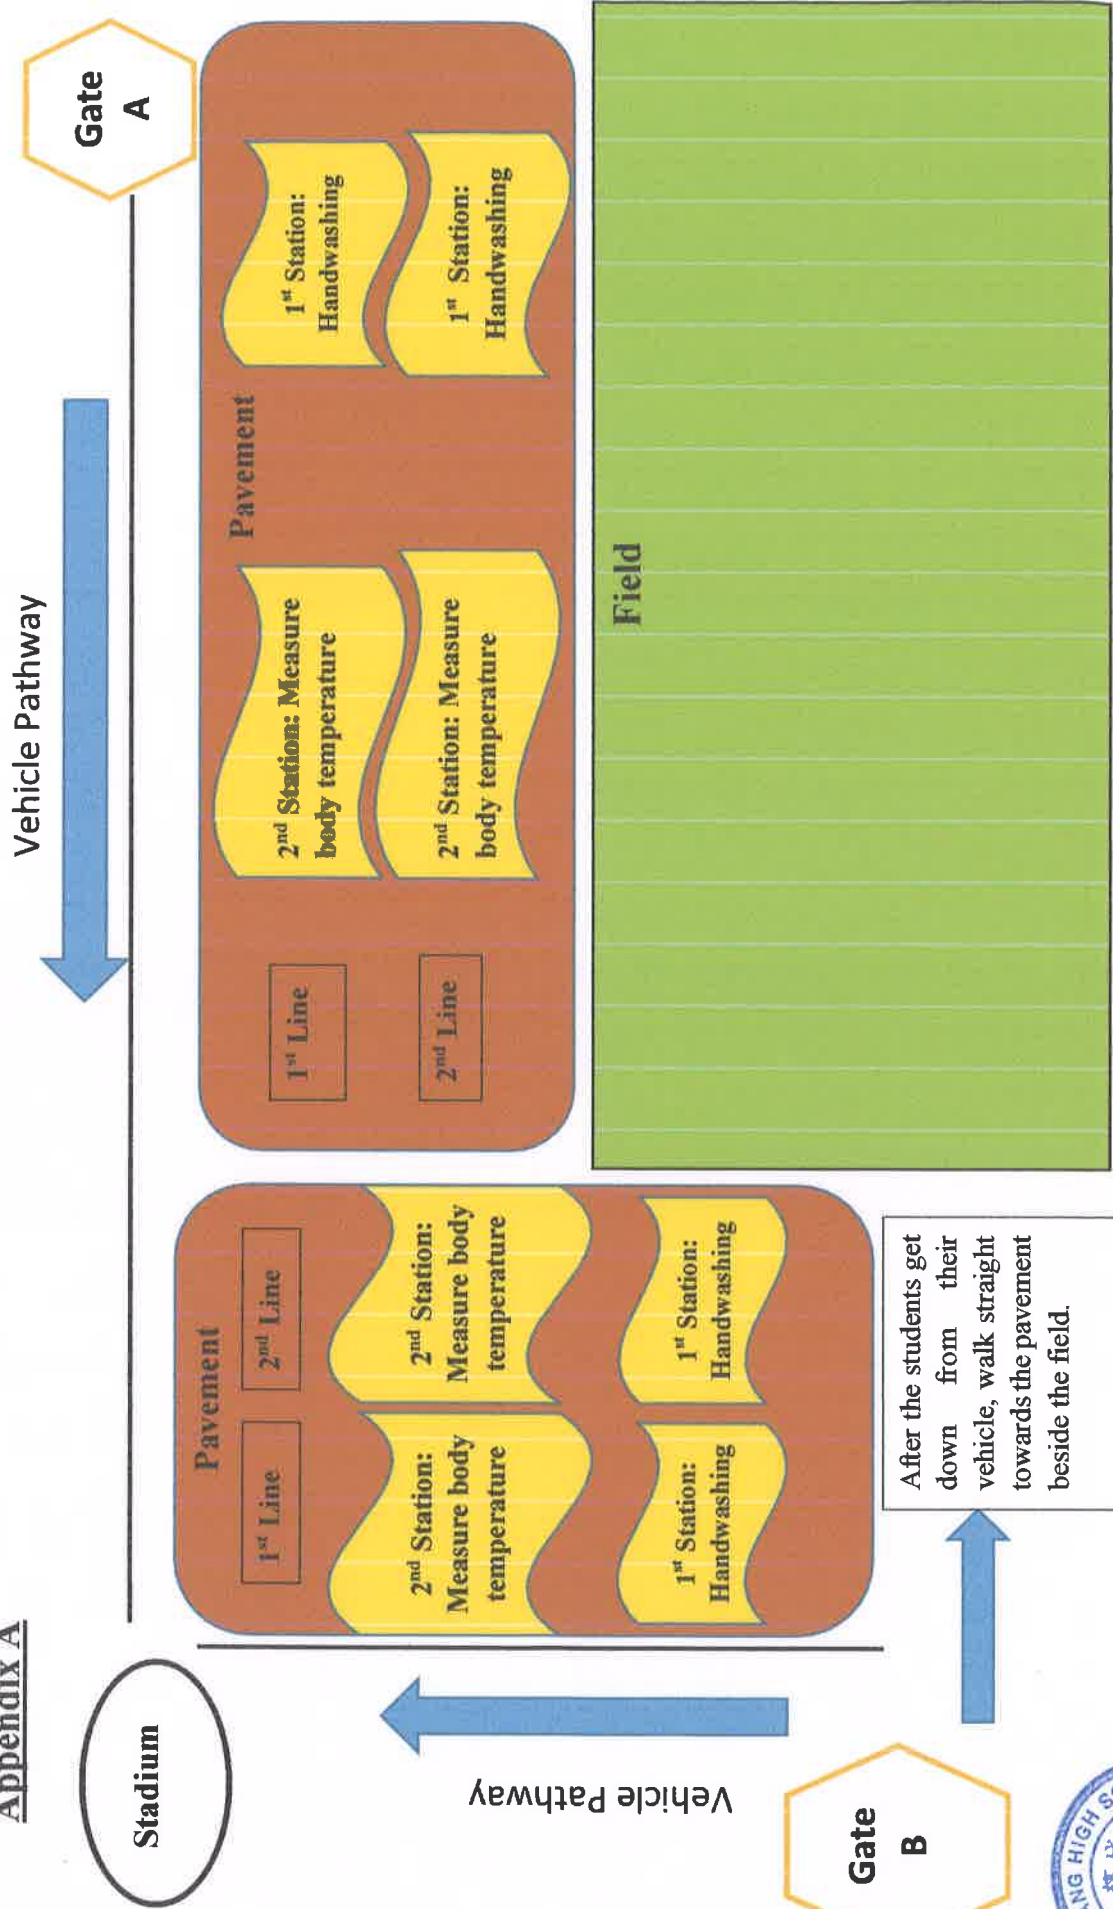 Appendix A
Stadium
Vehicle Pathway
Gate
A
Pavement
1st Line
2nd Line
2nd Station:
Measure body
temperature
2nd Station:
Measure body
temperature
1st Station:
Handwashing
1st Station:
Handwashing
Pavement
1st Line
2nd Line
2nd Station: Measure
body temperature
2nd Station: Measure
body temperature
1st Station:
Handwashing
1st Station:
Handwashing
Field
Vehicle Pathway
Gate
B
After the students get
down from their
vehicle, walk straight
towards the pavement
beside the field.
HIGH